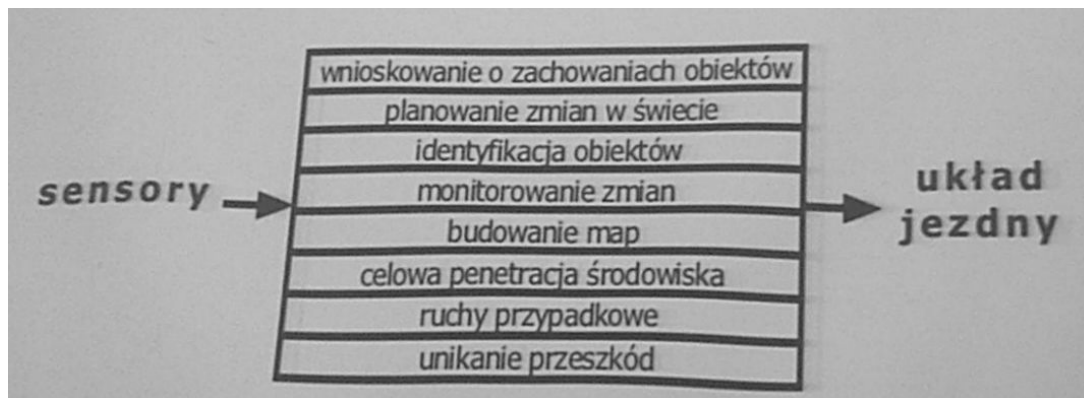 sensory
wnioskowanie o zachowaniach obiektów
planowanie zmian w świecie
identyfikacja obiektów
monitorowanie zmian
budowanie map
celowa penetracja środowiska
ruchy przypadkowe
unikanie przeszkód
układ
jezdny